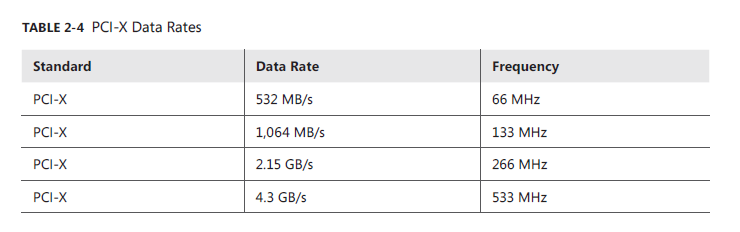 TABLE 2-4 PCI-X Data Rates
Standard Data Rate Frequency
PCI-X 532 MB/s 66 MHz
PCI-X 1,064 MB/s 133 MHz
PCI-X 2.15 GB/s 266 MHz
PCI-X 4.3 GB/s 533 MHz